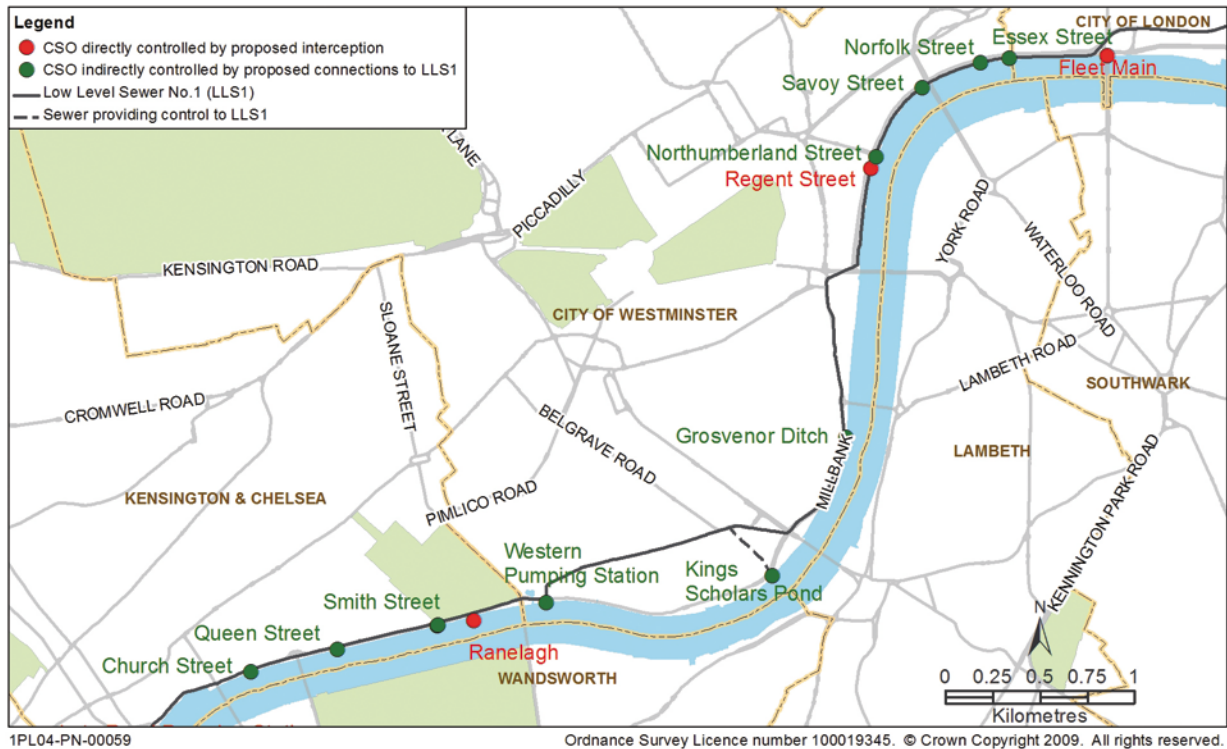 Legend
CSO directly controlled by proposed interception
CSO indirectly controlled by proposed connections to LLS1
Low Level Sewer No.1 (LLS1)
Sewer providing control to LLS1
CITY OF LONDON
Essex Street
Norfolk Street
Fleet Main
Savoy Street
LANE
Northumberland Street
Regent Street
PICCADILLY
YORK ROAD
WATERLOO ROAD
KENSINGTON ROAD
SLOANE STREET
CITY OF WESTMINSTER
LAMBETH ROAD
SOUTHWARK
CROMWELL ROAD
BELGRAVE ROAD
Grosvenor Ditch
MILLBANK
LAMBETH
KENNINGTON PARK ROAD
KENSINGTON & CHELSEA
PIMLICO ROAD
Western
Pumping Station
Kings
Scholars Pond
Smith Street
Queen Street
Ranelagh
Church Street
WANDSWORTH
N
0 0.25 0.5 0.75 1
Kilometres
1PL04-PN-00059
Ordnance Survey Licence number 100019345. © Crown Copyright 2009. All rights reserved.